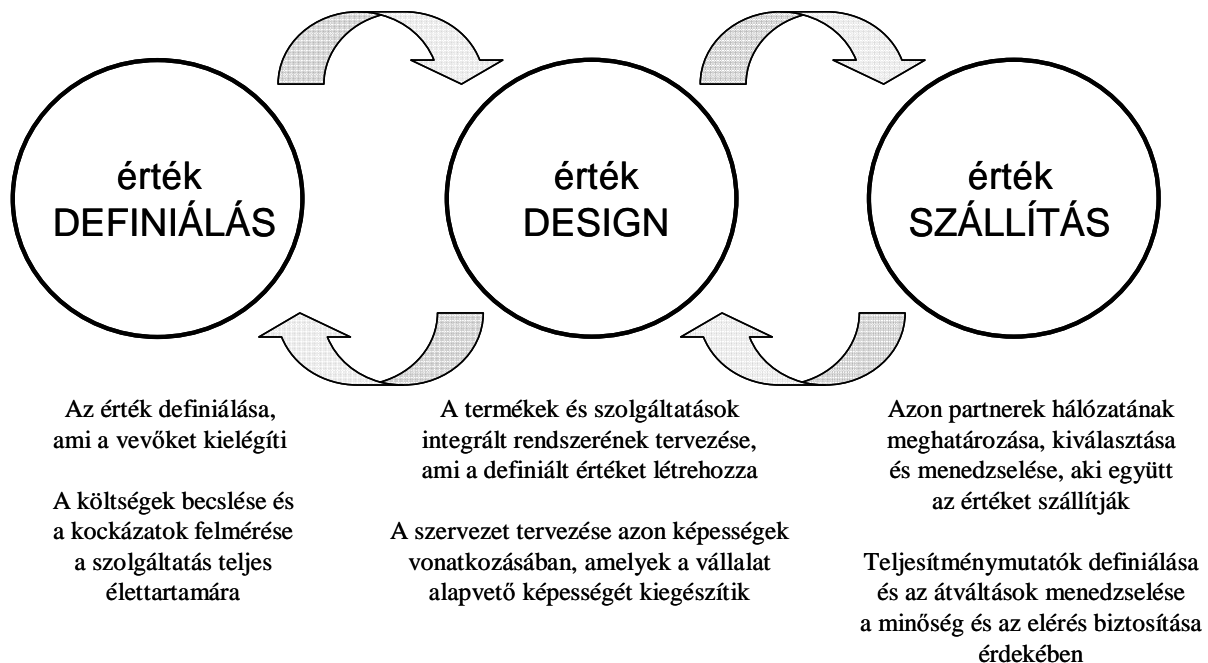 érték
DEFINIÁLÁS
érték
DESIGN
érték
SZÁLLÍTÁS
Az érték definiálása,
ami a vevőket kielégíti
A költségek becslése és
a kockázatok felmérése
a szolgáltatás teljes
élettartamára
A termékek és szolgáltatások
integrált rendszerének tervezése,
ami a definiált értéket létrehozza
A szervezet tervezése azon képességek
vonatkozásában, amelyek a vállalat
alapvető képességét kiegészítik
Azon partnerek hálózatának
meghatározása, kiválasztása
és menedzselése, aki együtt
az értéket szállítják
Teljesítménymutatók definiálása
és az átváltások menedzselése
a minőség és az elérés biztosítása
érdekében